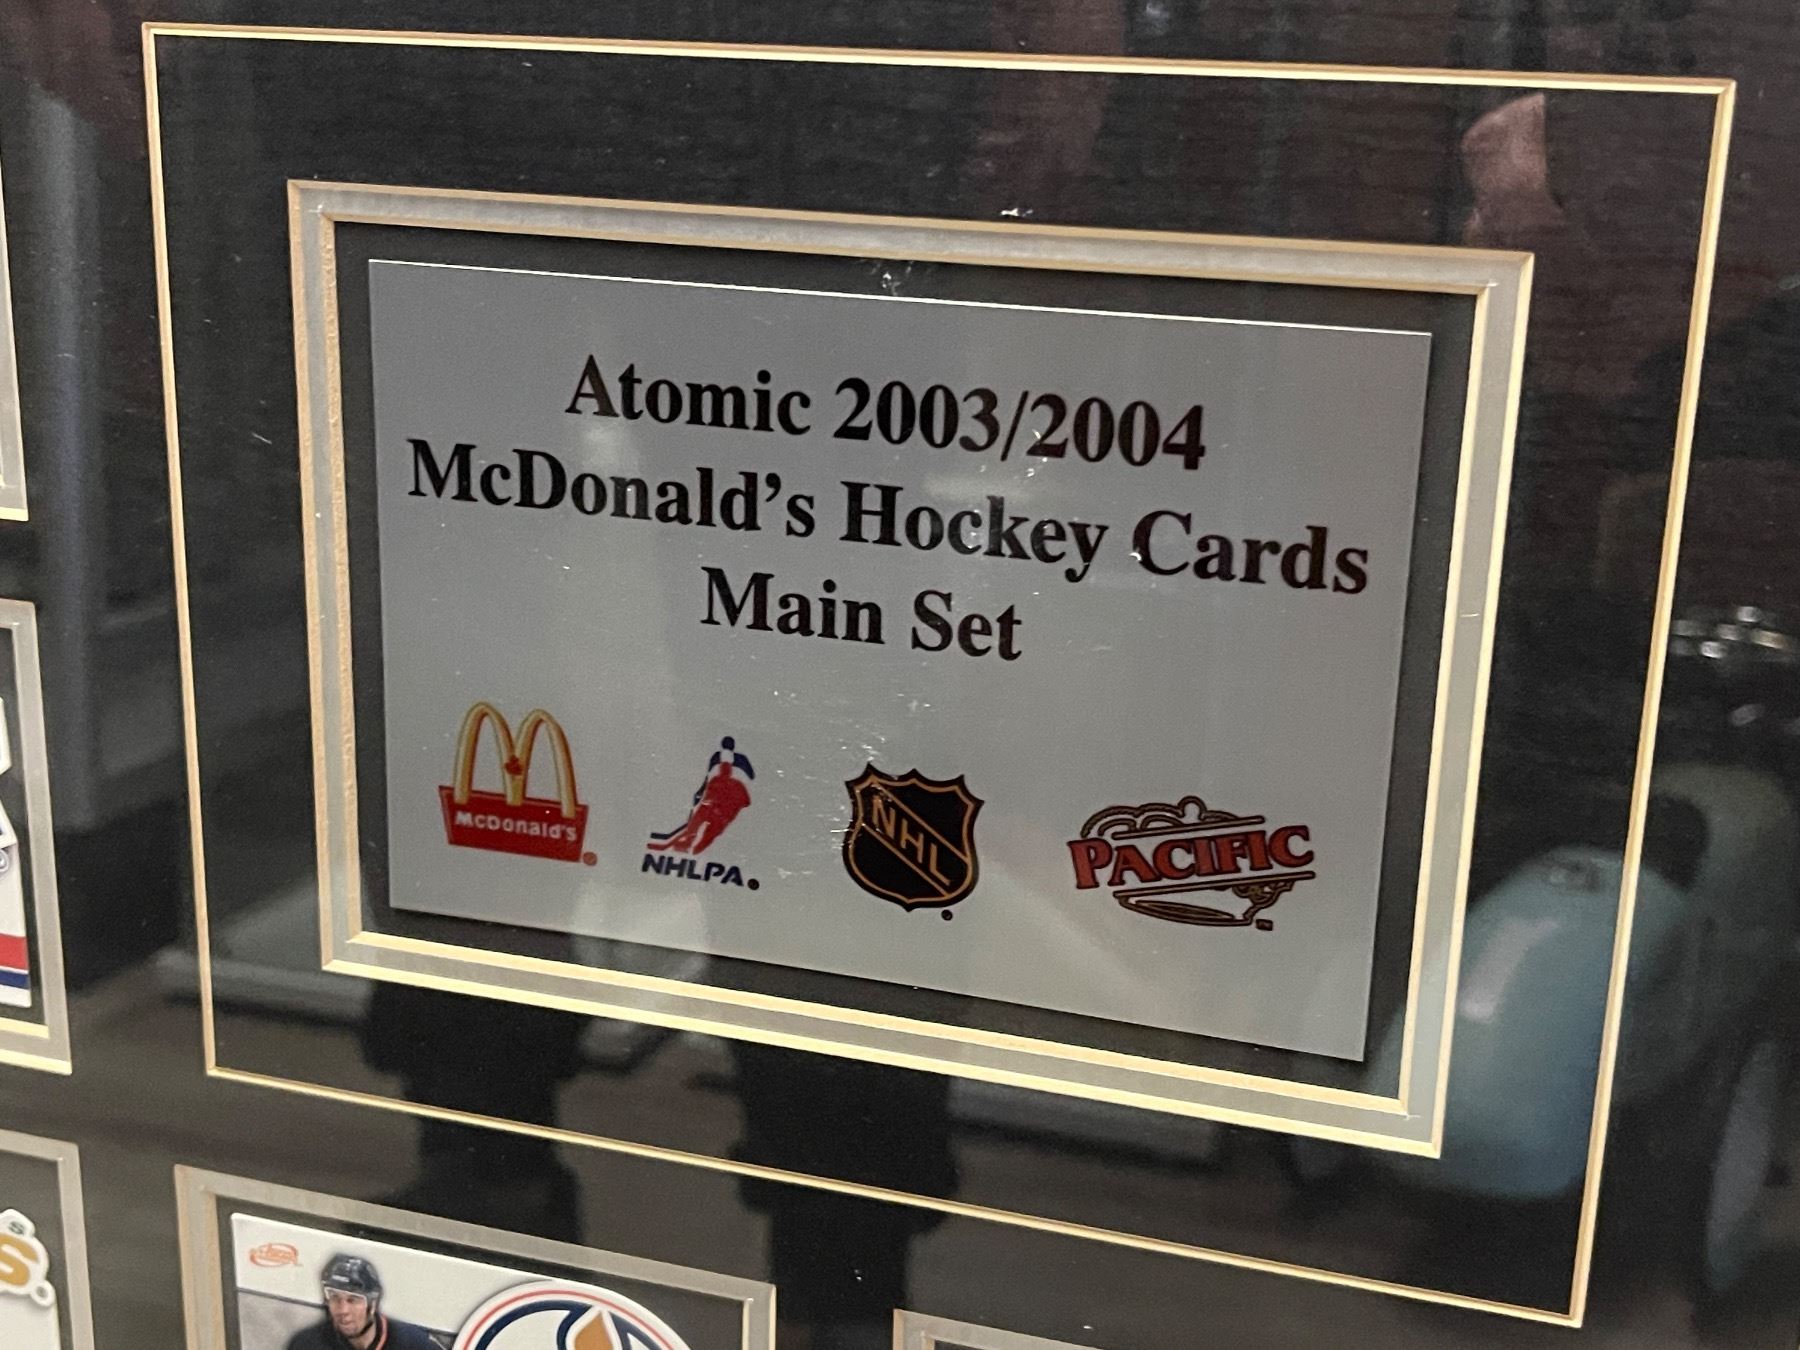 Atomic 2003/2004
McDonald's Hockey Cards
Main Set
McDonald's
NHLPA
NHL
PACIFIC